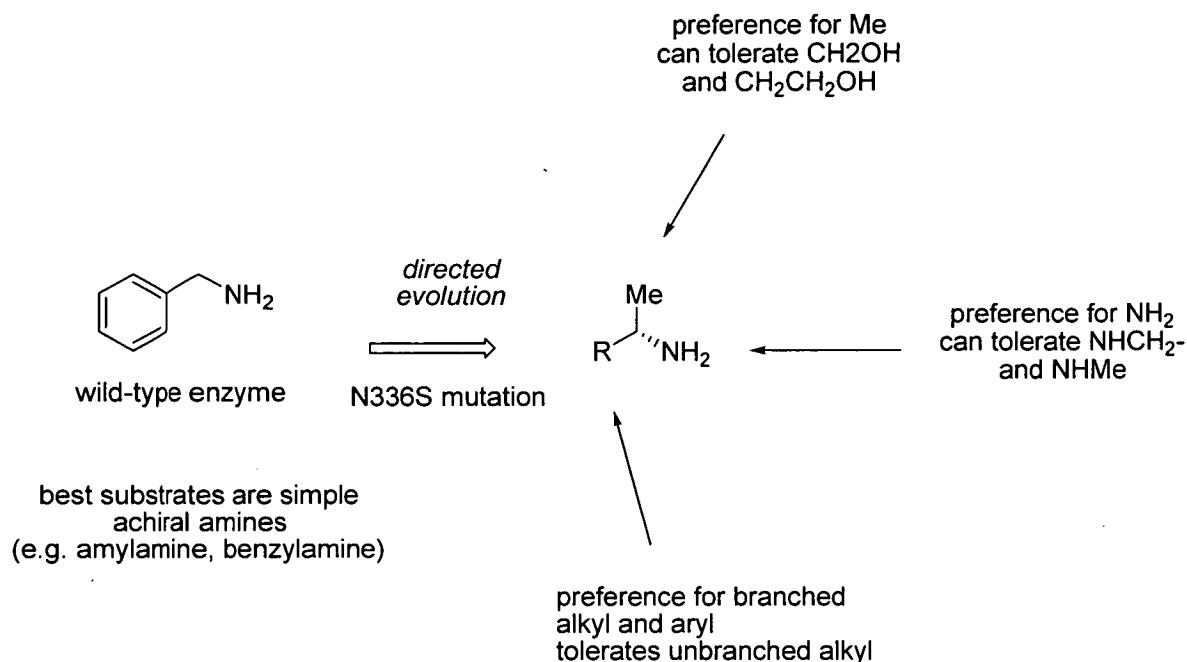 preference for Me
can tolerate CH2OH
and CH₂CH₂OH
directed
evolution
NH₂
wild-type enzyme
N336S mutation
Me
R
NH₂
preference for NH₂
can tolerate NHCH₂-
and NHMe
best substrates are simple
achiral amines
(e.g. amylamine, benzylamine)
preference for branched
alkyl and aryl
tolerates unbranched alkyl